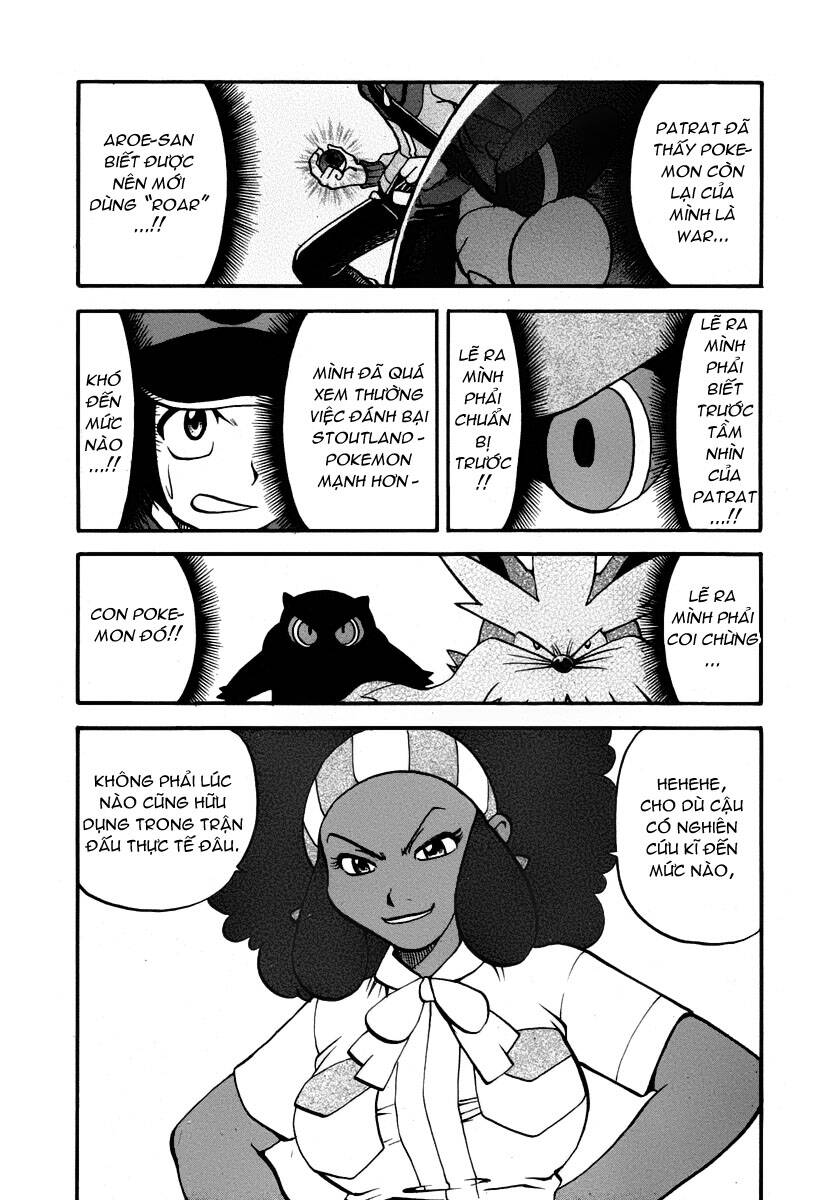 PATRAT ĐÃ
THẤY POKE-
MON CÒN
LẠI CỦA
MÌNH LÀ
WAR...
AROE-SAN
BIẾT ĐƯỢC
NÊN MỚI
DÙNG "ROAR"
...!!
LẼ RA
MÌNH
PHẢI
BIẾT
TRƯỚC
TẦM
NHÌN
CỦA
PATRAT
...!!
LẼ RA
MÌNH
PHẢI
CHUẨN
BỊ
TRƯỚC
!!
MÌNH ĐÃ QUÁ
XEM THƯỜNG
VIỆC ĐÁNH BẠI
STOUTLAND -
POKEMON
MẠNH HƠN -
KHÓ
ĐẾN
MỨC
NÀO
...!!
LẼ RA
MÌNH PHẢI
COI CHỪNG
...
CON POKE-
MON ĐÓ!!
HEHEHE,
CHO DÙ CẬU
CÓ NGHIÊN
CỨU KĨ ĐẾN
MỨC NÀO,
KHÔNG PHẢI LÚC
NÀO CŨNG HỮU
DỤNG TRONG TRẬN
ĐẤU THỰC TẾ ĐÂU.